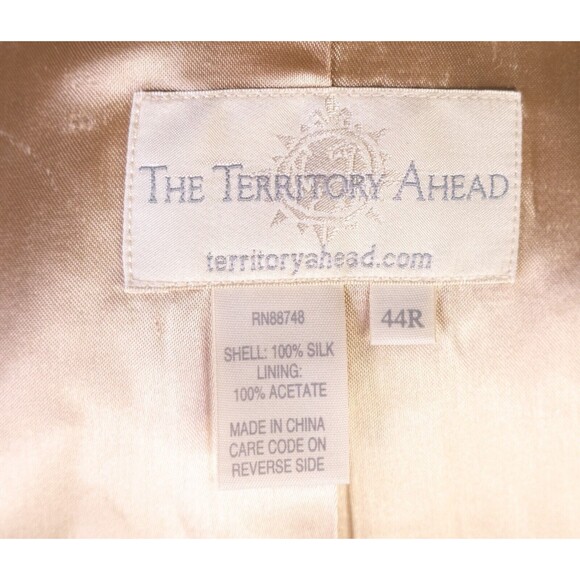 THE TERRITORY AHEAD
territoryahead.com
RN88748
44R
SHELL: 100% SILK
LINING:
100% ACETATE
MADE IN CHINA
CARE CODE ON
REVERSE SIDE